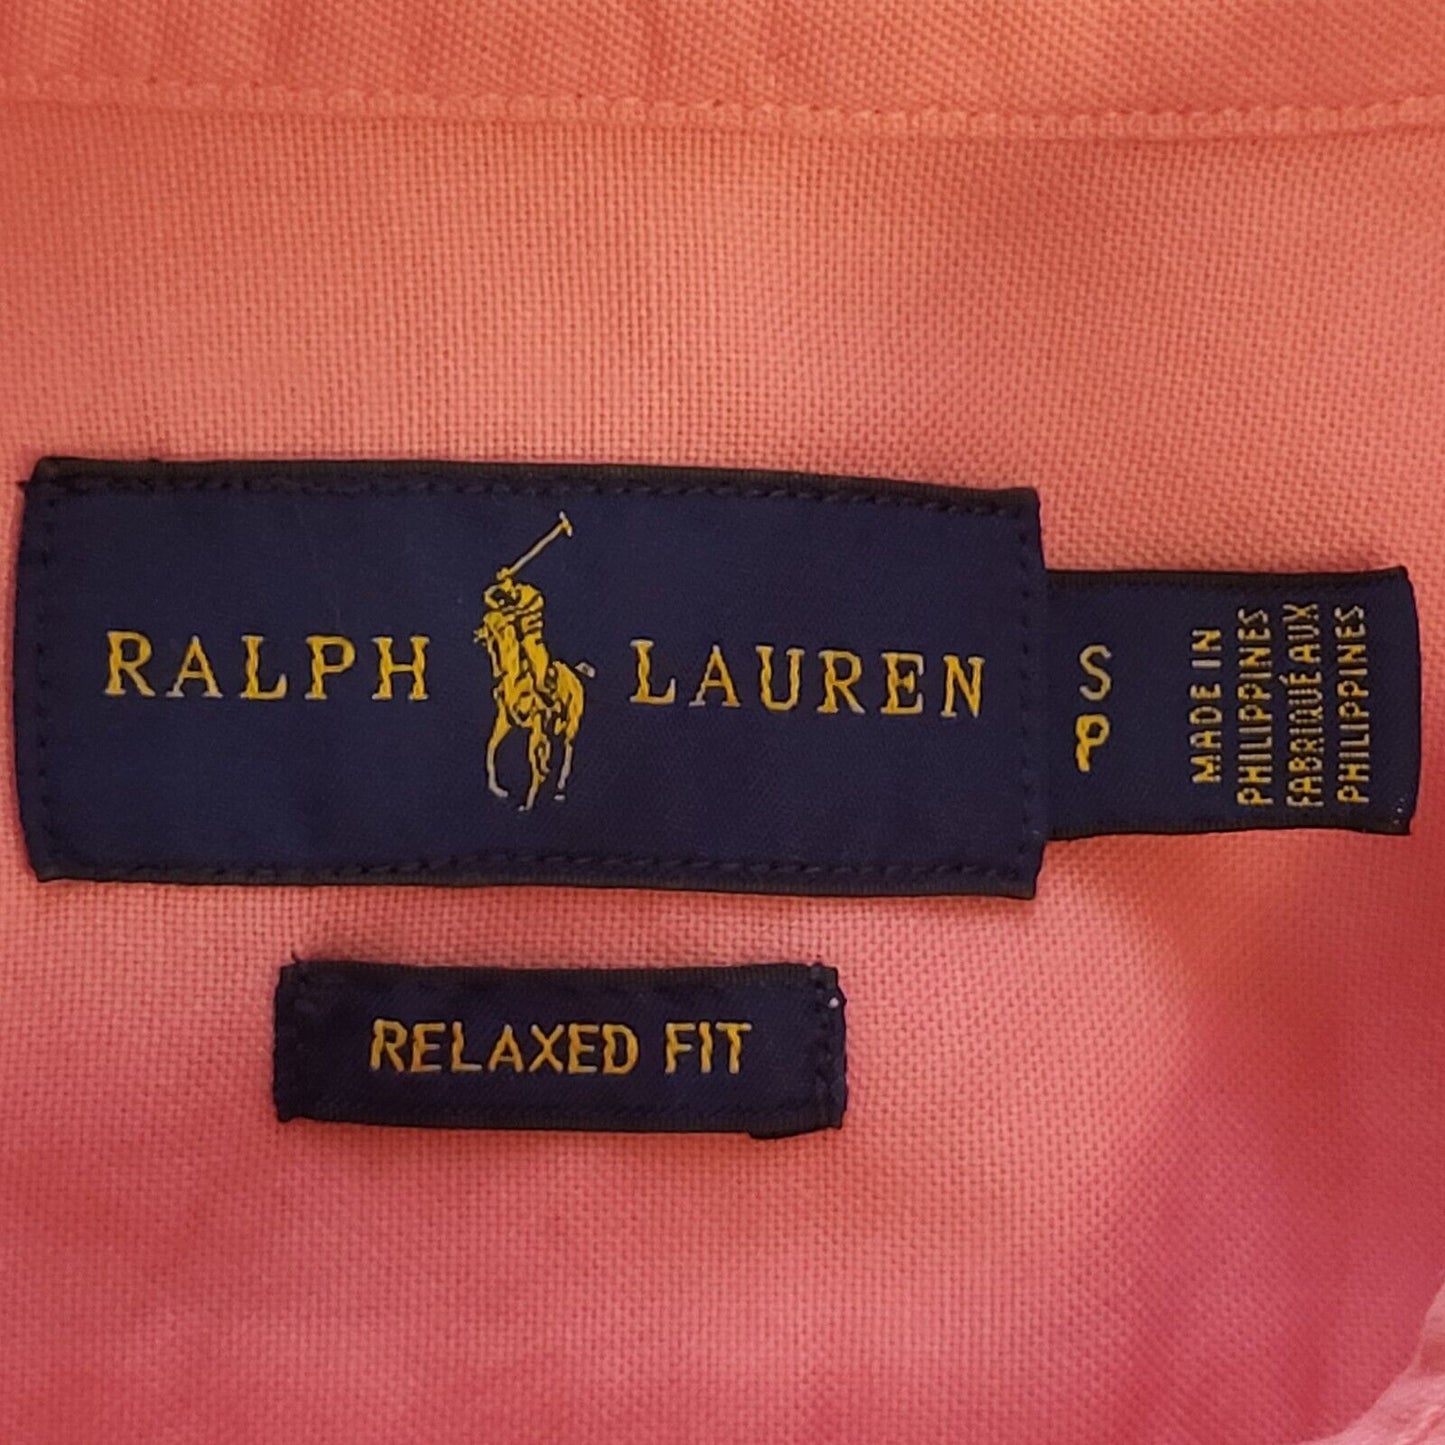 RALPH LAUREN
S
P
MADE IN
PHILIPPINES
FABRIQUÉ AUX
PHILIPPINES
RELAXED FIT